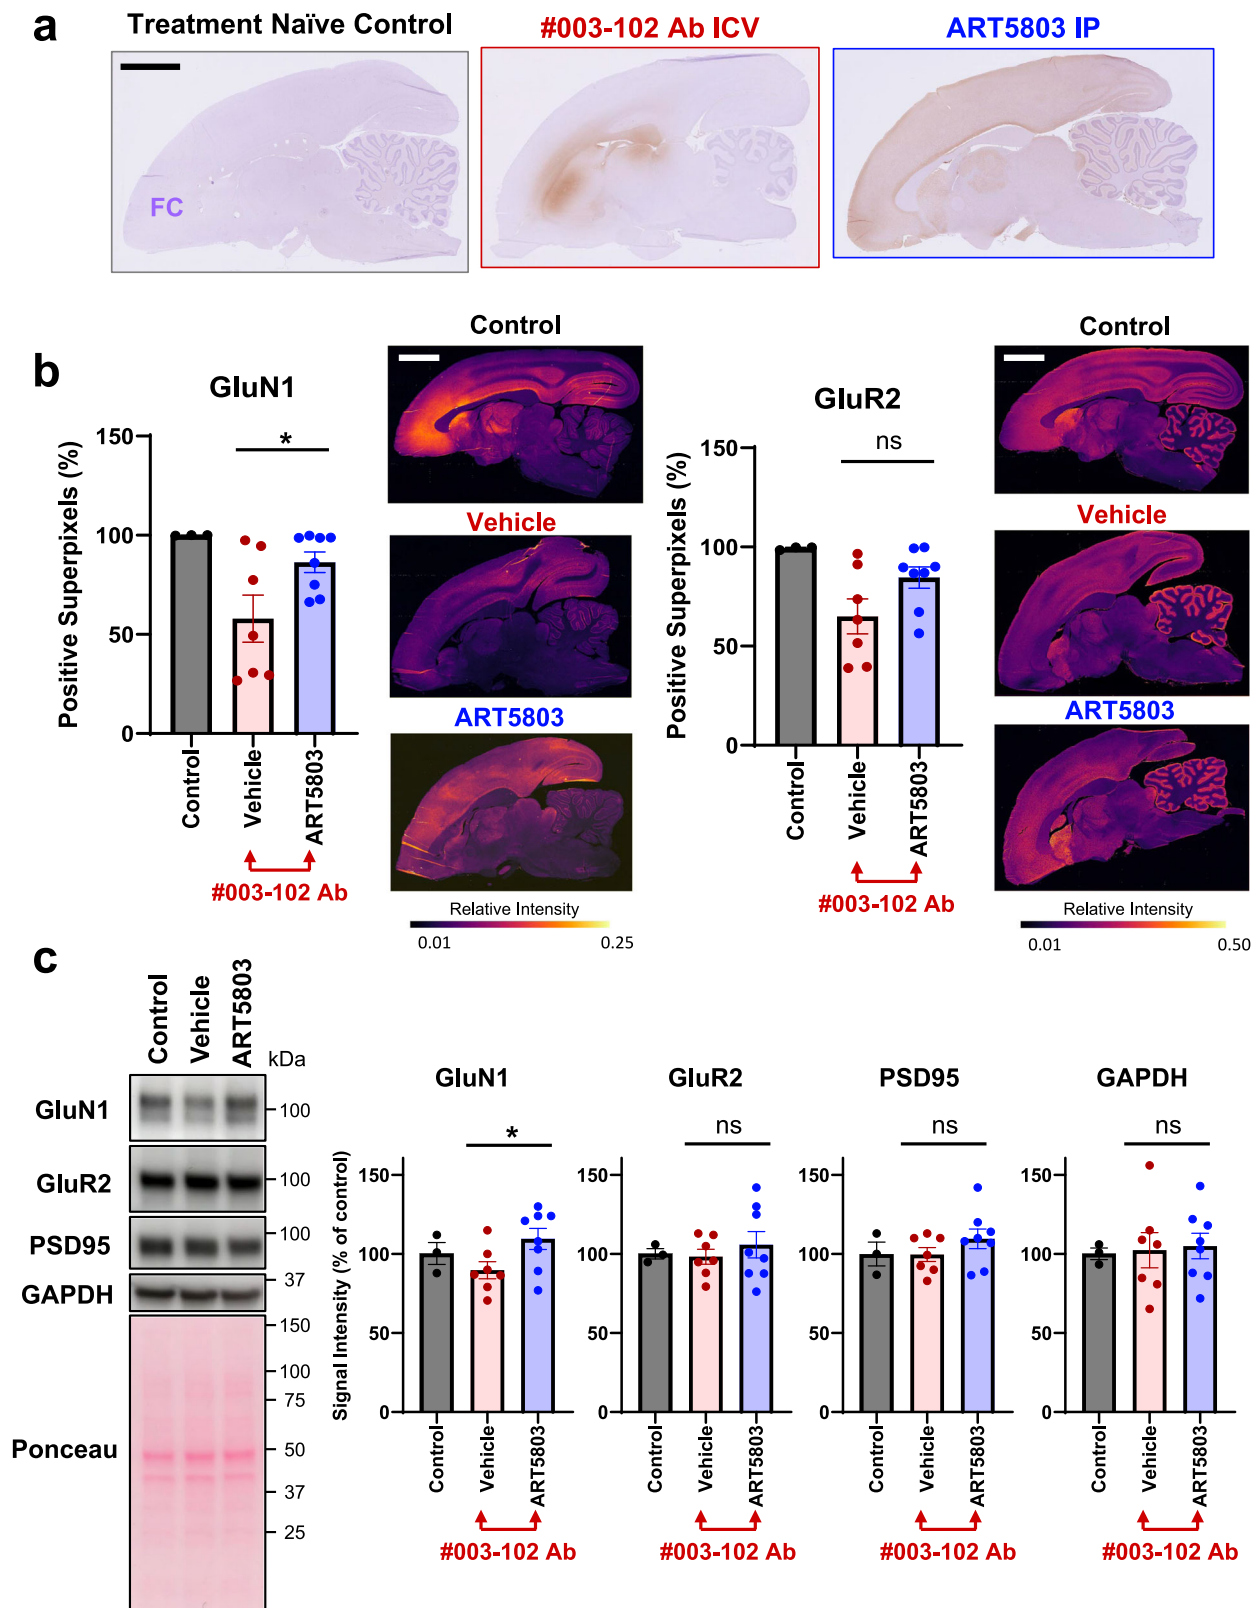 a
Treatment Naïve Control
#003-102 Ab ICV
ART5803 IP
FC
b
GluN1
Positive Superpixels (%)
150
100
50
0
*
Control
Vehicle
ART5803
#003-102 Ab
Control
Vehicle
ART5803
Relative Intensity
0.01
0.25
GluR2
Positive Superpixels (%)
150
100
50
0
ns
Control
Vehicle
ART5803
#003-102 Ab
Control
Vehicle
ART5803
Relative Intensity
0.01
0.50
c
Control
Vehicle
ART5803
kDa
GluN1
100
GluR2
100
PSD95
100
GAPDH
37
Ponceau
150
100
75
50
37
25
Signal Intensity (% of control)
GluN1
*
150
100
50
0
Control
Vehicle
ART5803
#003-102 Ab
GluR2
ns
150
100
50
0
Control
Vehicle
ART5803
#003-102 Ab
PSD95
ns
150
100
50
0
Control
Vehicle
ART5803
#003-102 Ab
GAPDH
ns
150
100
50
0
Control
Vehicle
ART5803
#003-102 Ab